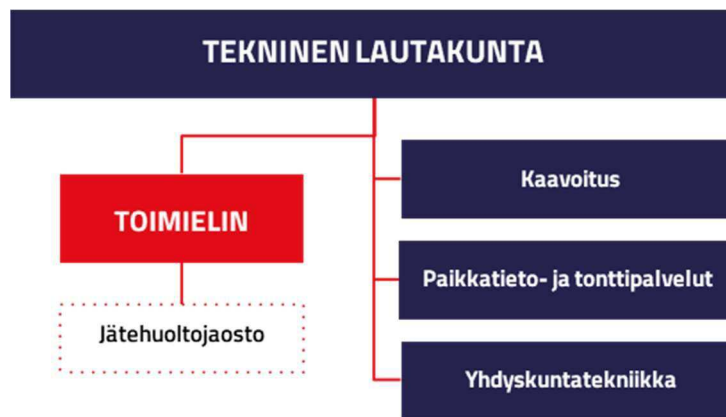 TEKNINEN LAUTAKUNTA
TOIMIELIN
Jätehuoltojaosto
Kaavoitus
Paikkatieto- ja tonttipalvelut
Yhdyskuntatekniikka